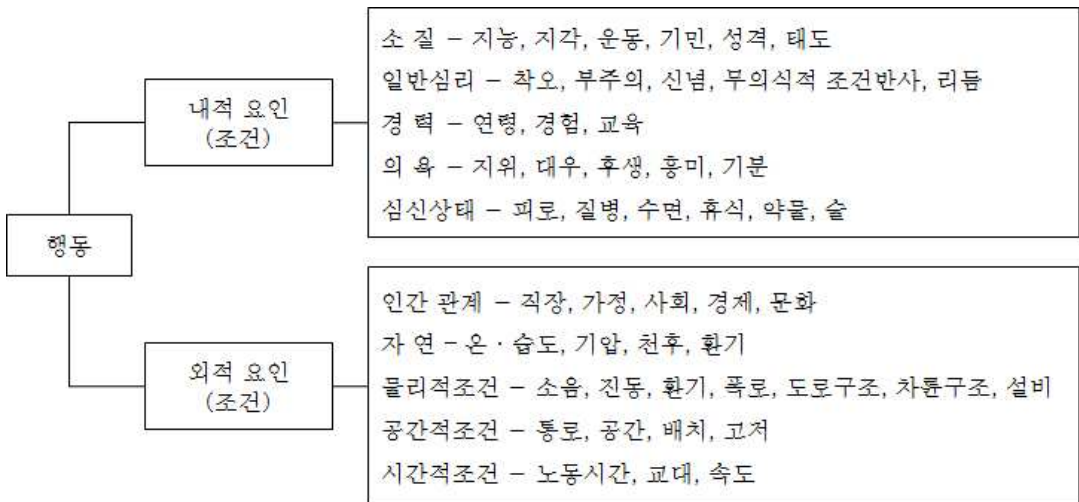 소 질 – 지능, 지각, 운동, 기민, 성격, 태도
일반심리 – 착오, 부주의, 신념, 무의식적 조건반사, 리듬
내적 요인
(조건)
경 력 – 연령, 경험, 교육
의 욕 – 지위, 대우, 후생, 흥미, 기분
심신상태 – 피로, 질병, 수면, 휴식, 약물, 술
행동
인간 관계 – 직장, 가정, 사회, 경제, 문화
자 연 – 온 · 습도, 기압, 천후, 환기
외적 요인
(조건)
물리적조건 – 소음, 진동, 환기, 폭로, 도로구조, 차륜구조, 설비
공간적조건 – 통로, 공간, 배치, 고저
시간적조건 – 노동시간, 교대, 속도